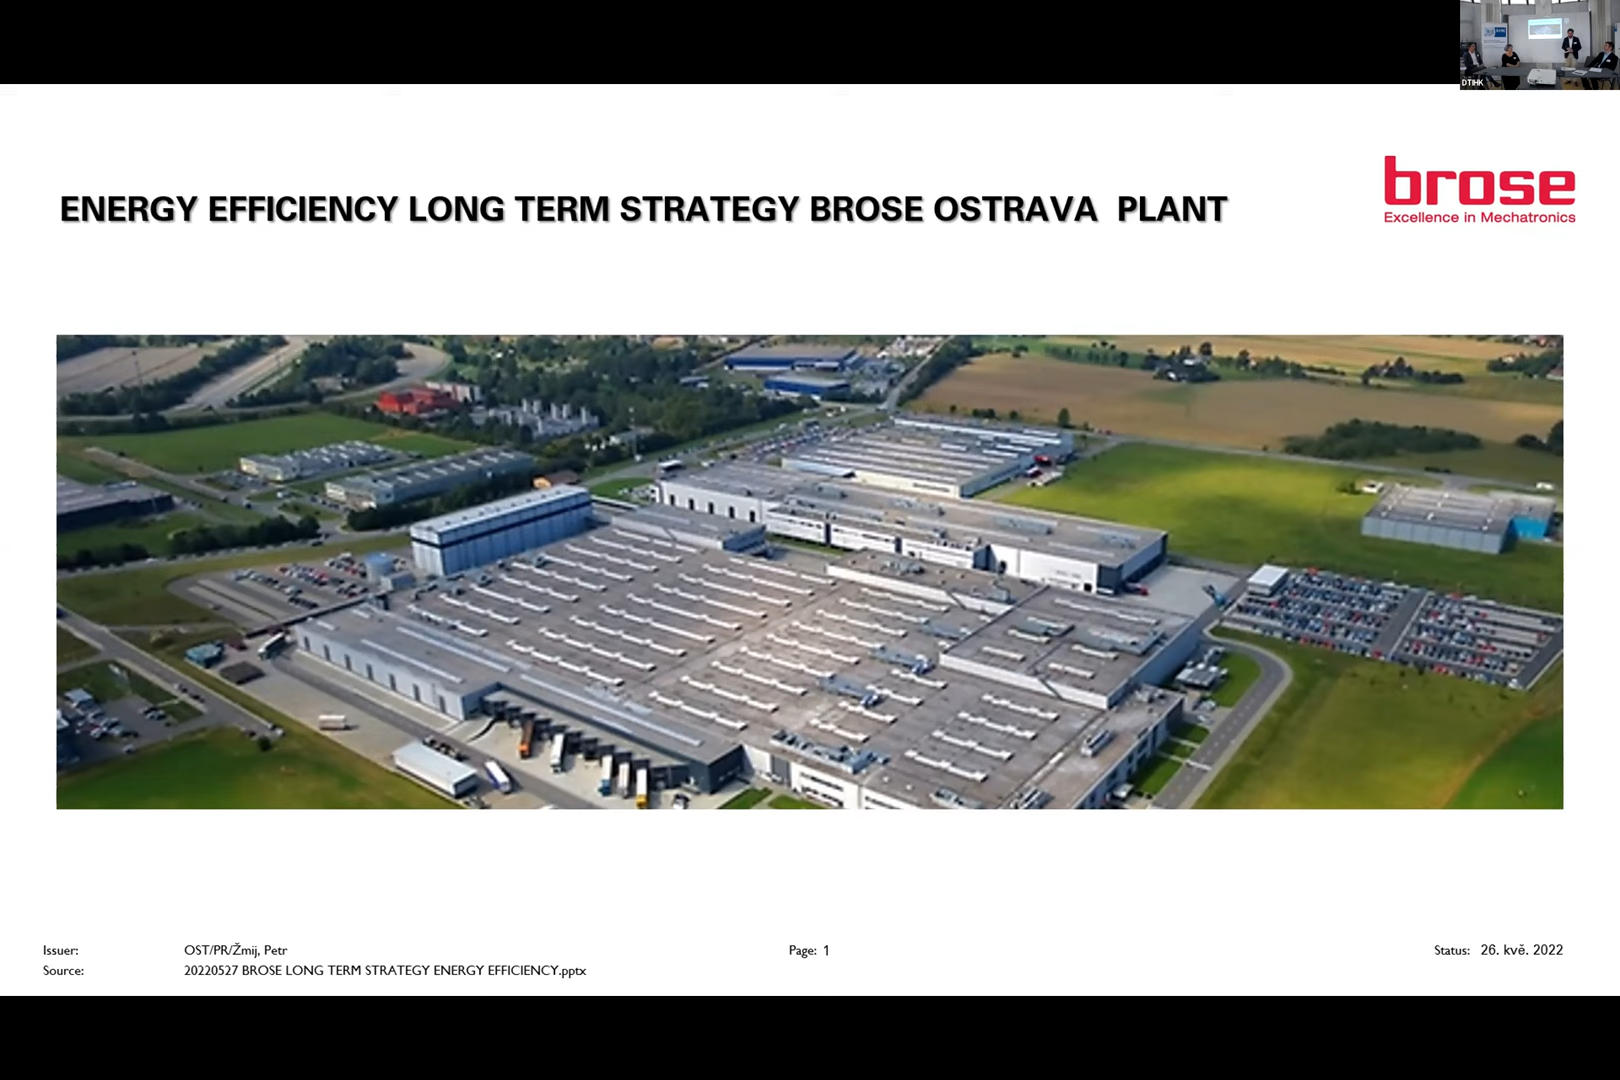 DTIHK
brose
Excellence in Mechatronics
ENERGY EFFICIENCY LONG TERM STRATEGY BROSE OSTRAVA PLANT
Issuer: OST/PR/Žmij, Petr Page: 1 Status: 26. kvě. 2022
Source: 20220527 BROSE LONG TERM STRATEGY ENERGY EFFICIENCY.pptx